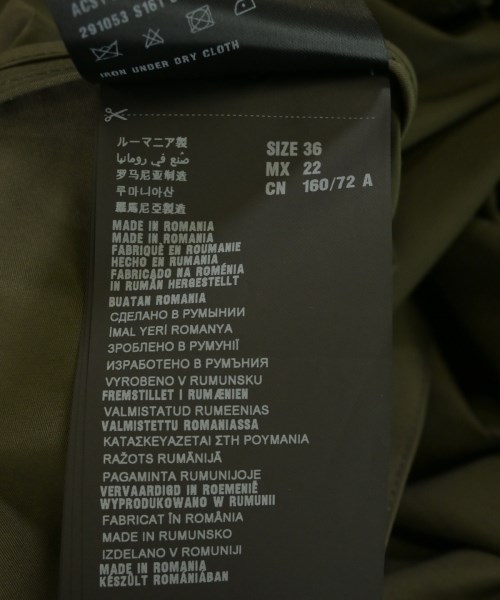 291053 S161
IRON UNDER DRY CLOTH
ルーマニア製
صنع في رومانيا
罗马尼亚制造
루마니아산
羅馬尼亞製造
SIZE 36
MX 22
CN 160/72 A
MADE IN ROMANIA
MADE IN ROMANIA
FABRIQUÉ EN ROUMANIE
HECHO EN RUMANIA
FABRICADO NA ROMÉNIA
IN RUMÄN HERGESTELLT
BUATAN ROMANIA
СДЕЛАНО В РУМЫНИИ
İMAL YERİ ROMANYA
ЗРОБЛЕНО В РУМУНІЇ
ИЗРАБОТЕНО В РУМЪНИЯ
VYROBENO V RUMUNSKU
FREMSTILLET I RUMÆNIEN
VALMISTATUD RUMEENIAS
VALMISTETTU ROMANIASSA
ΚΑΤΑΣΚΕΥΑΖΕΤΑΙ ΣΤΗ ΡΟΥΜΑΝΙΑ
RAŽOTS RUMĀNIJĀ
PAGAMINTA RUMUNIJOJE
VERVAARDIGD IN ROEMENIË
WYPRODUKOWANO W RUMUNII
FABRICAT ÎN ROMÂNIA
MADE IN RUMUNSKO
IZDELANO V ROMUNIJI
MADE IN ROMANIA
KÉSZÜLT ROMÁNIÁBAN